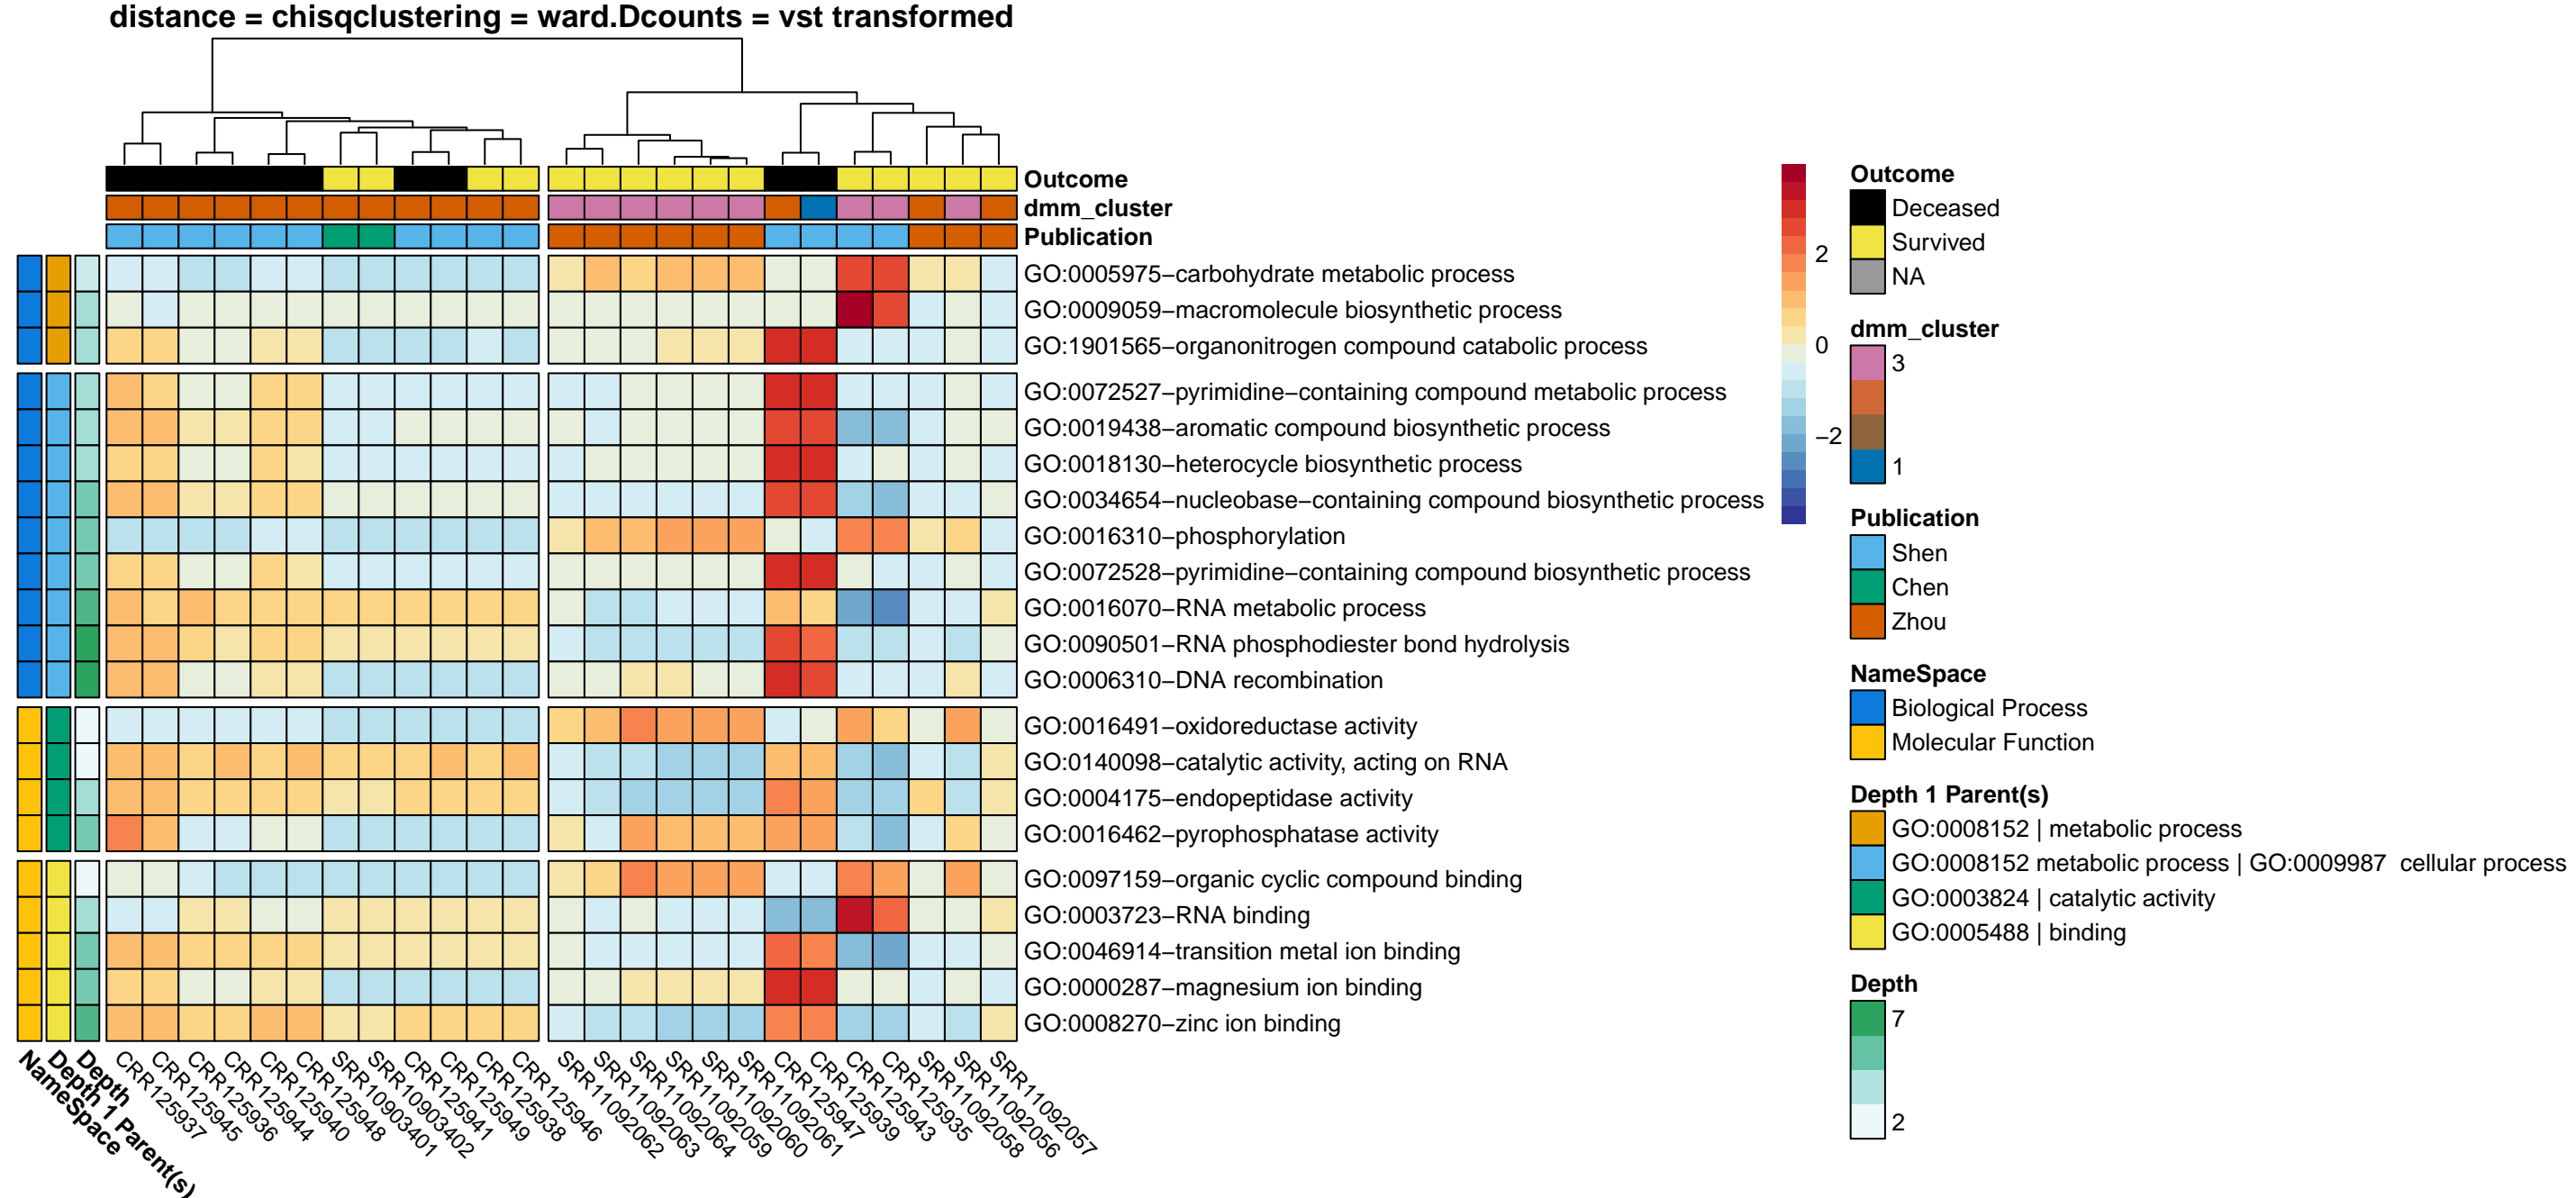 distance = chisqclustering = ward.Dcounts = vst transformed
Outcome
dmm_cluster
Publication
GO:0005975−carbohydrate metabolic process
GO:0009059−macromolecule biosynthetic process
GO:1901565−organonitrogen compound catabolic process
GO:0072527−pyrimidine−containing compound metabolic process
GO:0019438−aromatic compound biosynthetic process
GO:0018130−heterocycle biosynthetic process
GO:0034654−nucleobase−containing compound biosynthetic process
GO:0016310−phosphorylation
GO:0072528−pyrimidine−containing compound biosynthetic process
GO:0016070−RNA metabolic process
GO:0090501−RNA phosphodiester bond hydrolysis
GO:0006310−DNA recombination
GO:0016491−oxidoreductase activity
GO:0140098−catalytic activity, acting on RNA
GO:0004175−endopeptidase activity
GO:0016462−pyrophosphatase activity
GO:0097159−organic cyclic compound binding
GO:0003723−RNA binding
GO:0046914−transition metal ion binding
GO:0000287−magnesium ion binding
GO:0008270−zinc ion binding
NameSpace
Depth 1 Parent(s)
Depth
CRR125937
CRR125945
CRR125936
CRR125944
CRR125940
CRR125948
SRR10903401
SRR10903402
CRR125941
CRR125949
CRR125938
CRR125946
SRR11092062
SRR11092063
SRR11092064
SRR11092059
SRR11092060
SRR11092061
CRR125947
CRR125939
CRR125943
CRR125935
SRR11092058
SRR11092056
SRR11092057
2
0
−2
Outcome
Deceased
Survived
NA
dmm_cluster
3
1
Publication
Shen
Chen
Zhou
NameSpace
Biological Process
Molecular Function
Depth 1 Parent(s)
GO:0008152 | metabolic process
GO:0008152 metabolic process | GO:0009987  cellular process
GO:0003824 | catalytic activity
GO:0005488 | binding
Depth
7
2